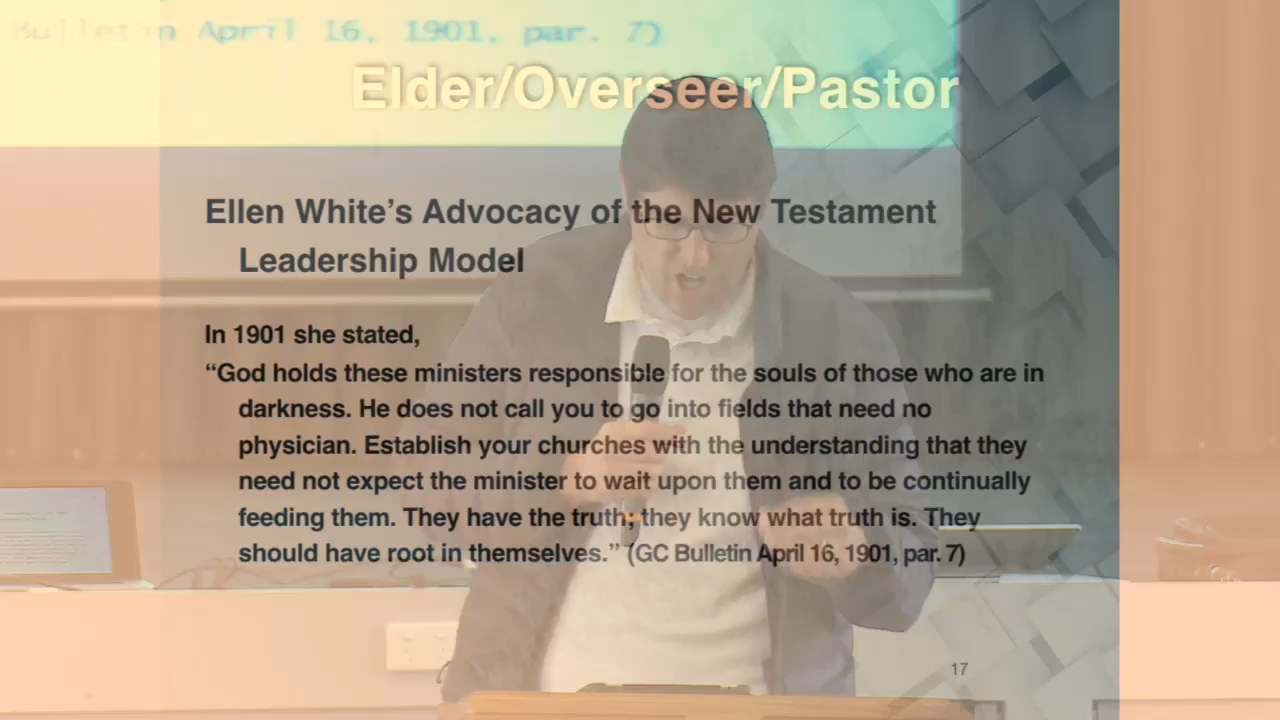 Bulletin April 16, 1901, par. 7)
Elder/Overseer/Pastor
Ellen White’s Advocacy of the New Testament
Leadership Model
In 1901 she stated,
“God holds these ministers responsible for the souls of those who are in
darkness. He does not call you to go into fields that need no
physician. Establish your churches with the understanding that they
need not expect the minister to wait upon them and to be continually
feeding them. They have the truth; they know what truth is. They
should have root in themselves.” (GC Bulletin April 16, 1901, par. 7)
17